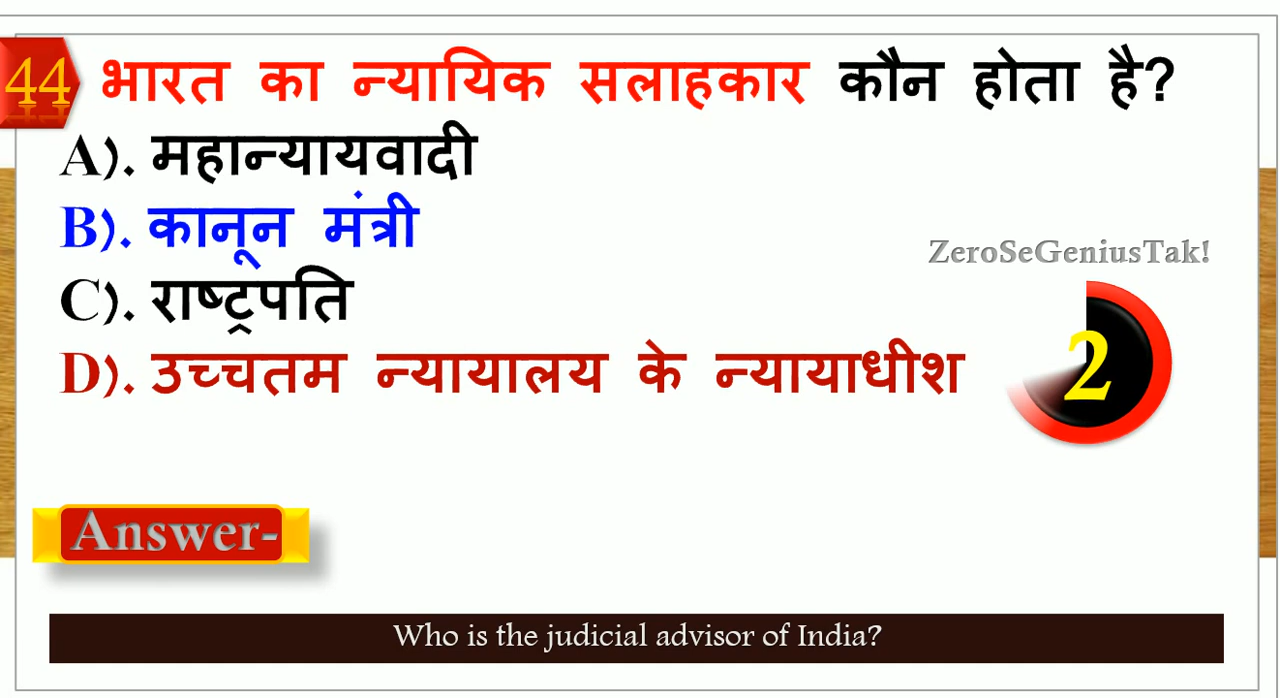 44 भारत का न्यायिक सलाहकार कौन होता है?
A). महान्यायवादी
B). कानून मंत्री
ZeroSeGeniusTak!
C). राष्ट्रपति
D). उच्चतम न्यायालय के न्यायाधीश
2
Answer-
Who is the judicial advisor of India?